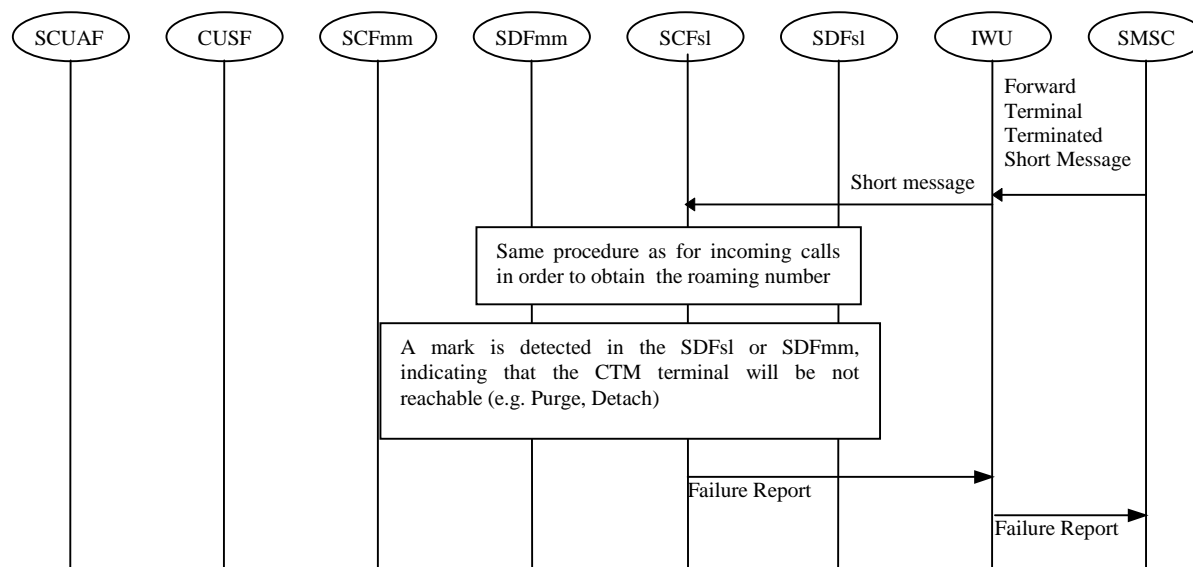 SCUAF CUSF SCFmm SDFmm SCFsl SDFsl IWU SMSC
Forward
Terminal
Terminated
Short Message
Short message
Same procedure as for incoming calls
in order to obtain the roaming number
A mark is detected in the SDFsl or SDFmm,
indicating that the CTM terminal will be not
reachable (e.g. Purge, Detach)
Failure Report
Failure Report